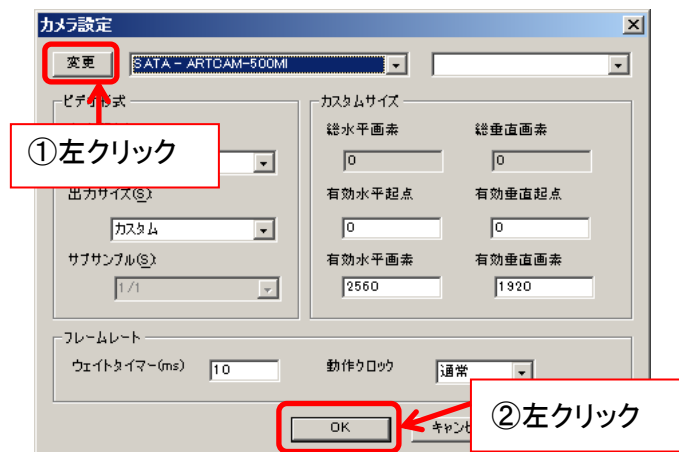 カメラ設定
変更 SATA - ARTCAM-500MI
ビデオ形式
カスタムサイズ
総水平画素 総垂直画素
①左クリック
0 0
出力サイズ(S): 有効水平起点 有効垂直起点
カスタム 0 0
サブサンプル(S): 有効水平画素 有効垂直画素
1/1 2560 1920
フレームレート
ウェイトタイマー(ms) 10 動作クロック 通常
②左クリック
OK キャンセ